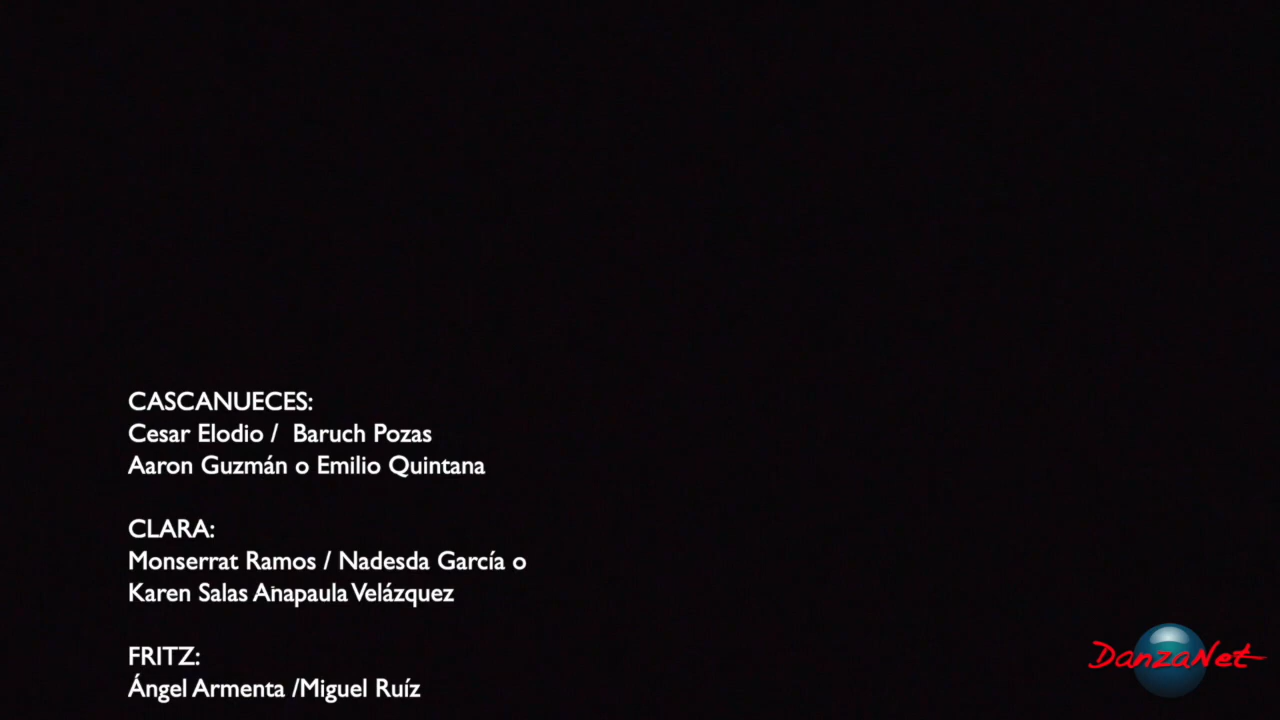 CASCANUECES:
Cesar Elodio / Baruch Pozas
Aaron Guzmán o Emilio Quintana
CLARA:
Monserrat Ramos / Nadesda García o
Karen Salas Anapaula Velázquez
FRITZ:
Ángel Armenta /Miguel Ruíz
DanzaNet